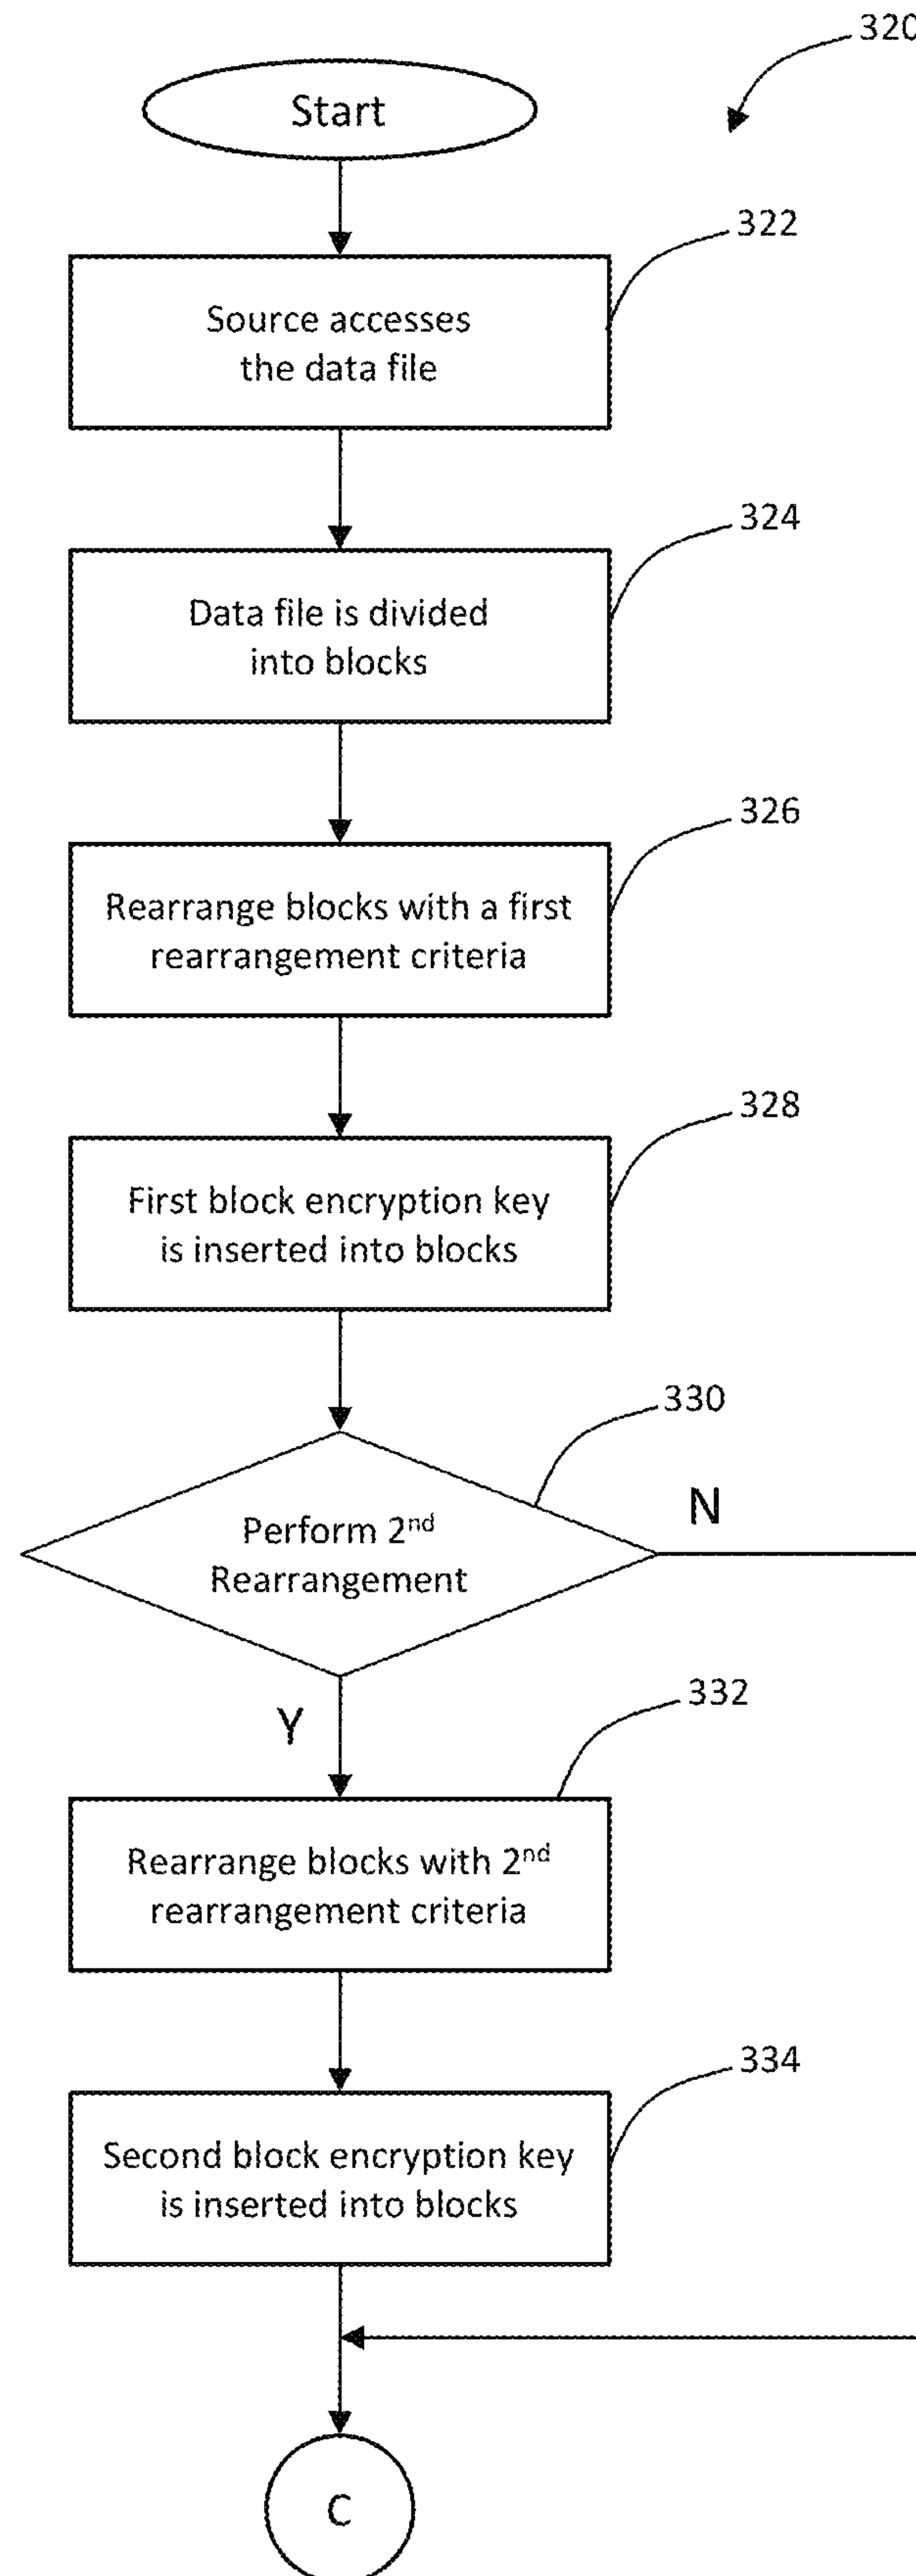 320
Start
322
Source accesses
the data file
324
Data file is divided
into blocks
326
Rearrange blocks with a first
rearrangement criteria
328
First block encryption key
is inserted into blocks
330
N
Perform 2nd
Rearrangement
332
Y
Rearrange blocks with 2nd
rearrangement criteria
334
Second block encryption key
is inserted into blocks
C